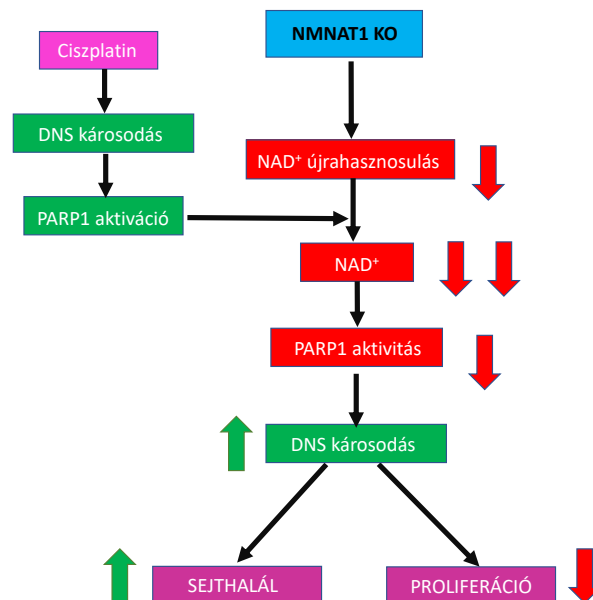 Ciszplatin
NMNAT1 KO
DNS károsodás
NAD⁺ újrahasznosulás
PARP1 aktiváció
NAD⁺
PARP1 aktivitás
DNS károsodás
SEJTHALÁL
PROLIFERÁCIÓ